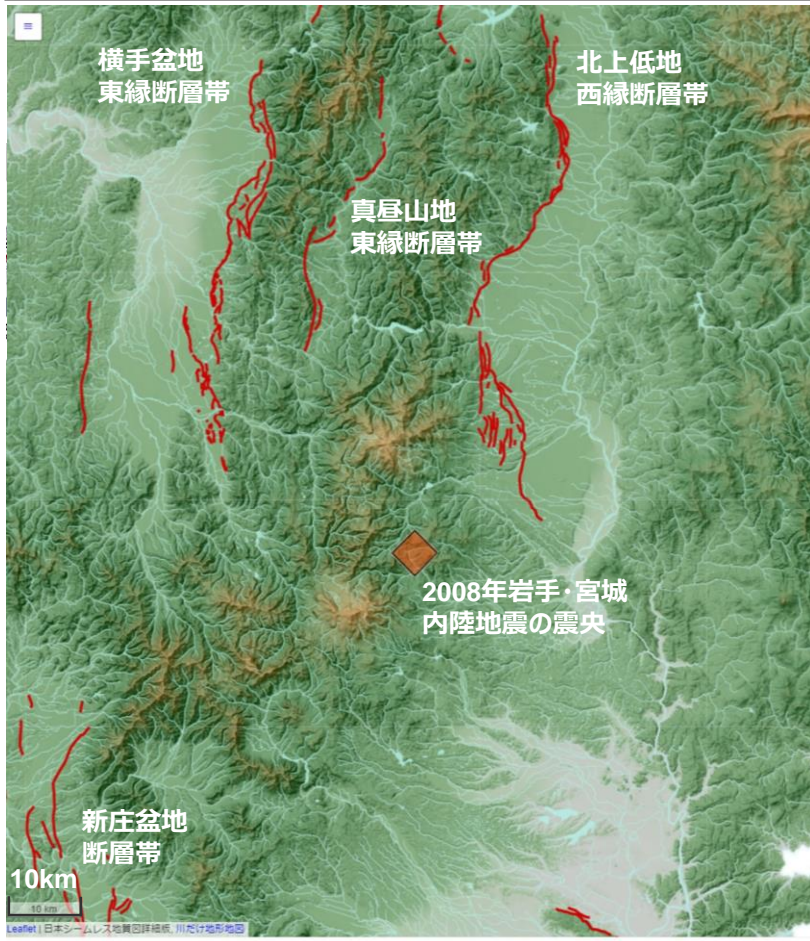 横手盆地
東縁断層帯
北上低地
西縁断層帯
真昼山地
東縁断層帯
2008年岩手・宮城
内陸地震の震央
新庄盆地
断層帯
10km
10 km
Leaflet | 日本シームレス地質図詳細版, 川だけ地形地図